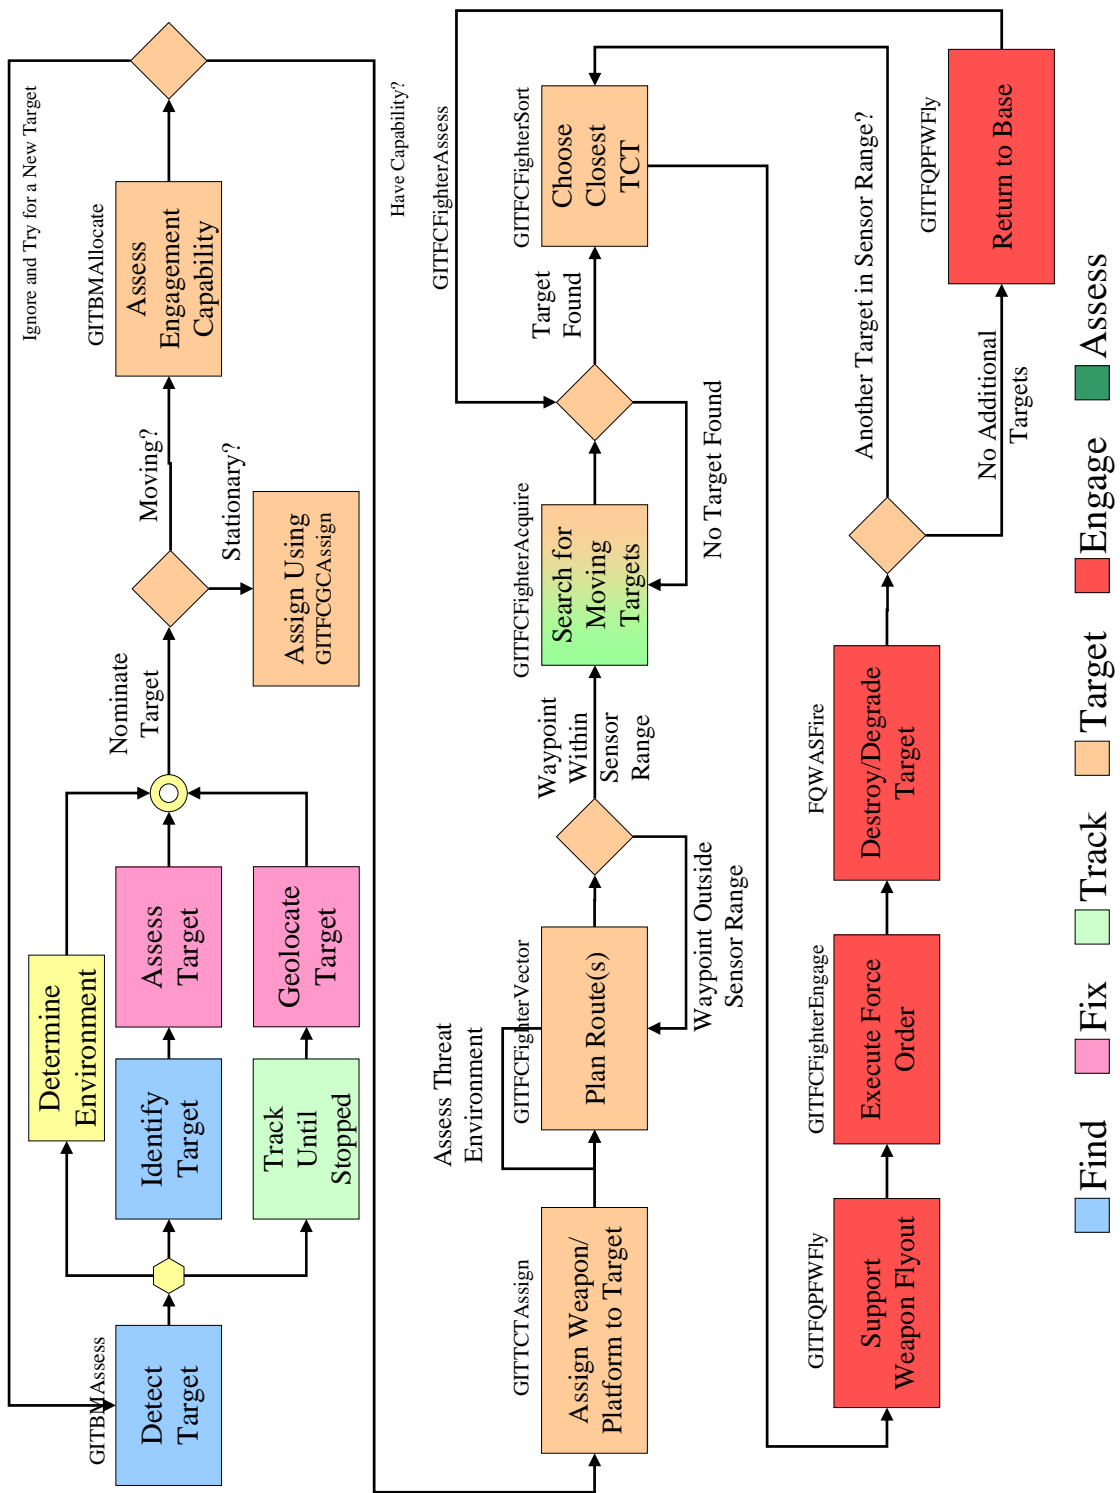 Ignore and Try for a New Target
GITBMAssess
Detect
Target
Determine
Environment
Identify
Target
Assess
Target
Track
Until
Stopped
Geolocate
Target
Nominate
Target
Moving?
Stationary?
Assign Using
GITFCGCAssign
GITBMAllocate
Assess
Engagement
Capability
Have Capability?
GITTCTAssign
Assign Weapon/
Platform to Target
Assess Threat
Environment
GITFCFighterVector
Plan Route(s)
Waypoint Outside
Sensor Range
Waypoint
Within
Sensor
Range
GITFCFighterAcquire
Search for
Moving
Targets
No Target Found
Target
Found
GITFCFighterAssess
GITFCFighterSort
Choose
Closest
TCT
GITFQPFWFly
Support
Weapon Flyout
GITFCFighterEngage
Execute Force
Order
FQWASFire
Destroy/Degrade
Target
Another Target in Sensor Range?
No Additional
Targets
GITFQPFWFly
Return to Base
Find
Fix
Track
Target
Engage
Assess